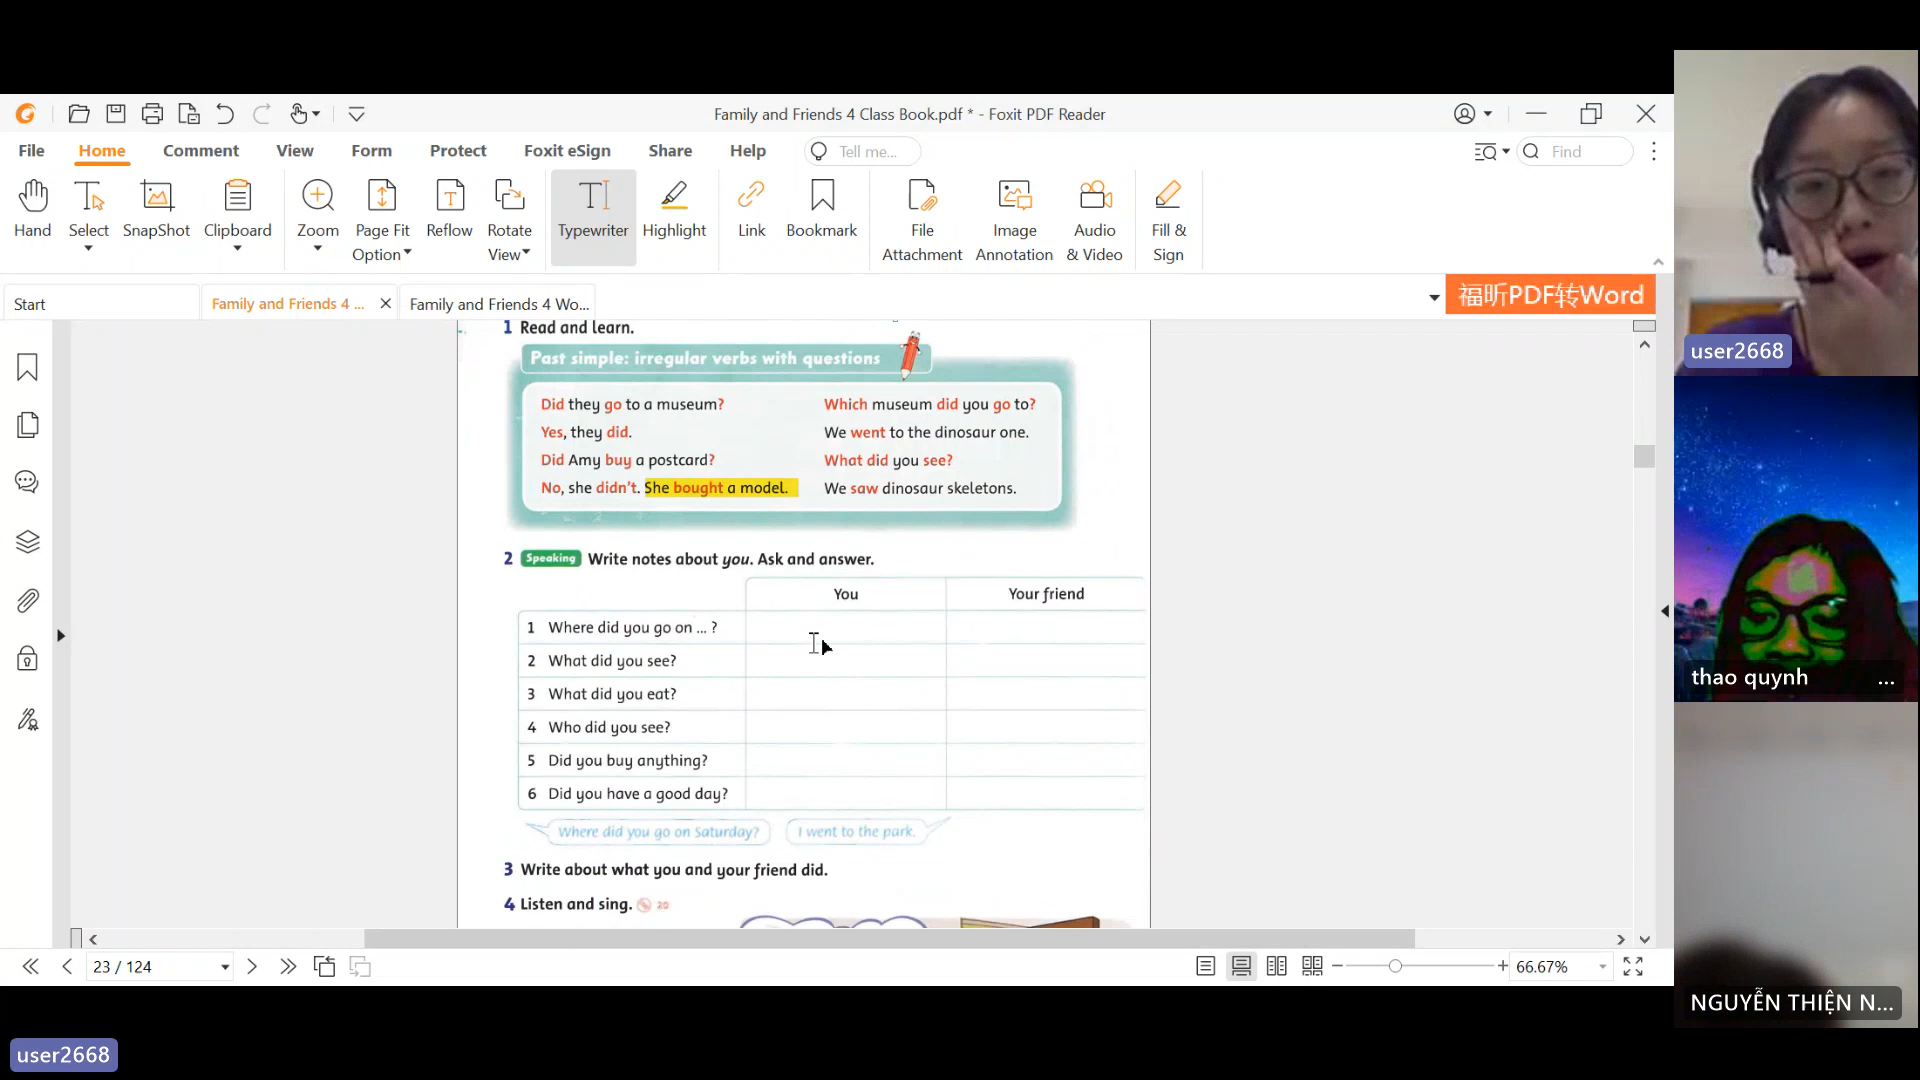 Family and Friends 4 Class Book.pdf * - Foxit PDF Reader
File Home Comment View Form Protect Foxit eSign Share Help Tell me... Find
Hand Select SnapShot Clipboard Zoom Page Fit Option Reflow Rotate View Typewriter Highlight Link Bookmark File Attachment Image Annotation Audio & Video Fill & Sign
Start Family and Friends 4 ... Family and Friends 4 Wo... 福昕PDF转Word
1 Read and learn.
Past simple: irregular verbs with questions
Did they go to a museum? Which museum did you go to?
Yes, they did. We went to the dinosaur one.
Did Amy buy a postcard? What did you see?
No, she didn't. She bought a model. We saw dinosaur skeletons.
2 Speaking Write notes about you. Ask and answer.
You Your friend
1 Where did you go on ... ?
2 What did you see?
3 What did you eat?
4 Who did you see?
5 Did you buy anything?
6 Did you have a good day?
Where did you go on Saturday? I went to the park.
3 Write about what you and your friend did.
4 Listen and sing. 20
23 / 124 66.67%
user2668
thao quynh ...
NGUYỄN THIỆN N...
user2668